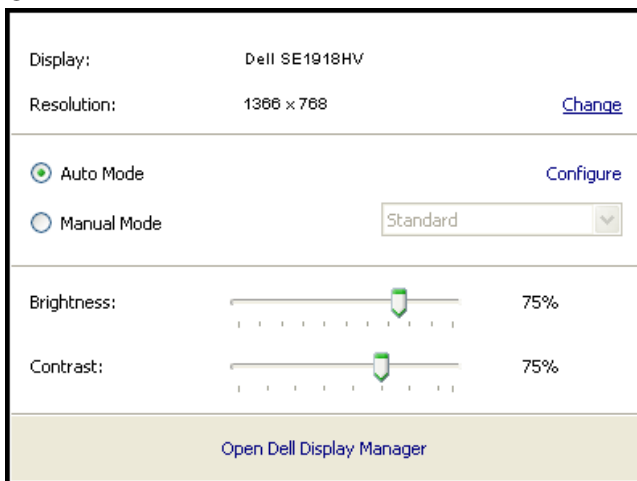 Display: Dell SE1918HV
Resolution: 1366 x 768 Change
Auto Mode Configure
Manual Mode Standard
Brightness: 75%
Contrast: 75%
Open Dell Display Manager